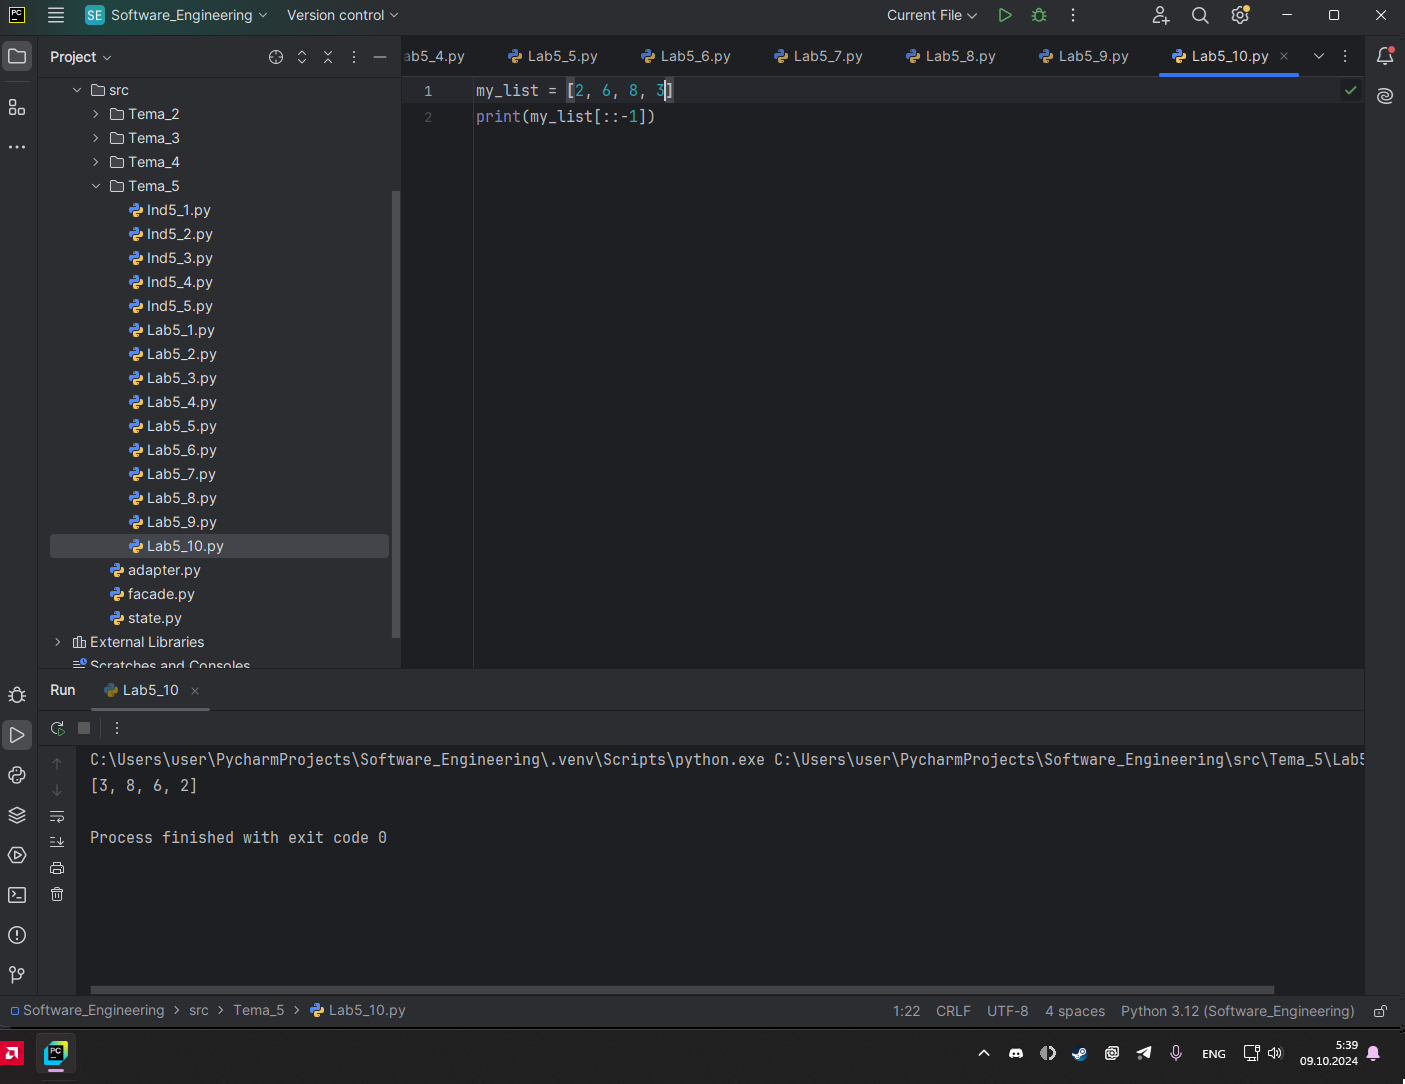 PC SE Software_Engineering Version control Current File
Project
ab5_4.py Lab5_5.py Lab5_6.py Lab5_7.py Lab5_8.py Lab5_9.py Lab5_10.py
src
Tema_2
Tema_3
Tema_4
Tema_5
Ind5_1.py
Ind5_2.py
Ind5_3.py
Ind5_4.py
Ind5_5.py
Lab5_1.py
Lab5_2.py
Lab5_3.py
Lab5_4.py
Lab5_5.py
Lab5_6.py
Lab5_7.py
Lab5_8.py
Lab5_9.py
Lab5_10.py
adapter.py
facade.py
state.py
External Libraries
Scratches and Consoles
1 my_list = [2, 6, 8, 3]
2 print(my_list[::-1])
Run Lab5_10
C:\Users\user\PycharmProjects\Software_Engineering\.venv\Scripts\python.exe C:\Users\user\PycharmProjects\Software_Engineering\src\Tema_5\Lab5
[3, 8, 6, 2]
Process finished with exit code 0
Software_Engineering src Tema_5 Lab5_10.py 1:22 CRLF UTF-8 4 spaces Python 3.12 (Software_Engineering)
PC ENG 5:39
09.10.2024